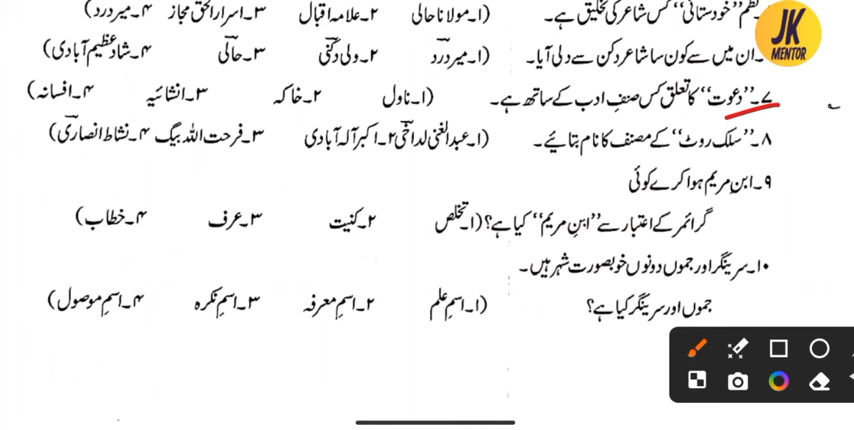 نظم ”خودستائی“ کس شاعر کی تخلیق ہے۔ (۱۔ مولانا حالی ۲۔ علامہ اقبال ۳۔ اسرارالحق مجاز ۴۔ میر درد)
۔ ان میں سے کون سا شاعر دکن سے دلی آیا۔ (۱۔ میر درد ۲۔ ولی دکنی ۳۔ حالی ۴۔ شاد عظیم آبادی)
۷۔ ”دعوت“ کا تعلق کس صنفِ ادب کے ساتھ ہے۔ (۱۔ ناول ۲۔ خاکہ ۳۔ انشائیہ ۴۔ افسانہ)
۸۔ ”سلک روٹ“ کے مصنف کا نام بتائیے۔ (۱۔ عبدالغنی لداخی ۲۔ اکبر آلہ آبادی ۳۔ فرحت اللہ بیگ ۴۔ نشاط انصاری)
۹۔ ابنِ مریم ہوا کرے کوئی
گرائمر کے اعتبار سے ”ابنِ مریم“ کیا ہے؟ (۱۔ تخلص ۲۔ کنیت ۳۔ عرف ۴۔ خطاب)
۱۰۔ سرینگر اور جموں دونوں خوبصورت شہر ہیں۔
جموں اور سرینگر کیا ہے؟ (۱۔ اسمِ علم ۲۔ اسمِ معرفہ ۳۔ اسمِ نکرہ ۴۔ اسمِ موصول)
JK
MENTOR